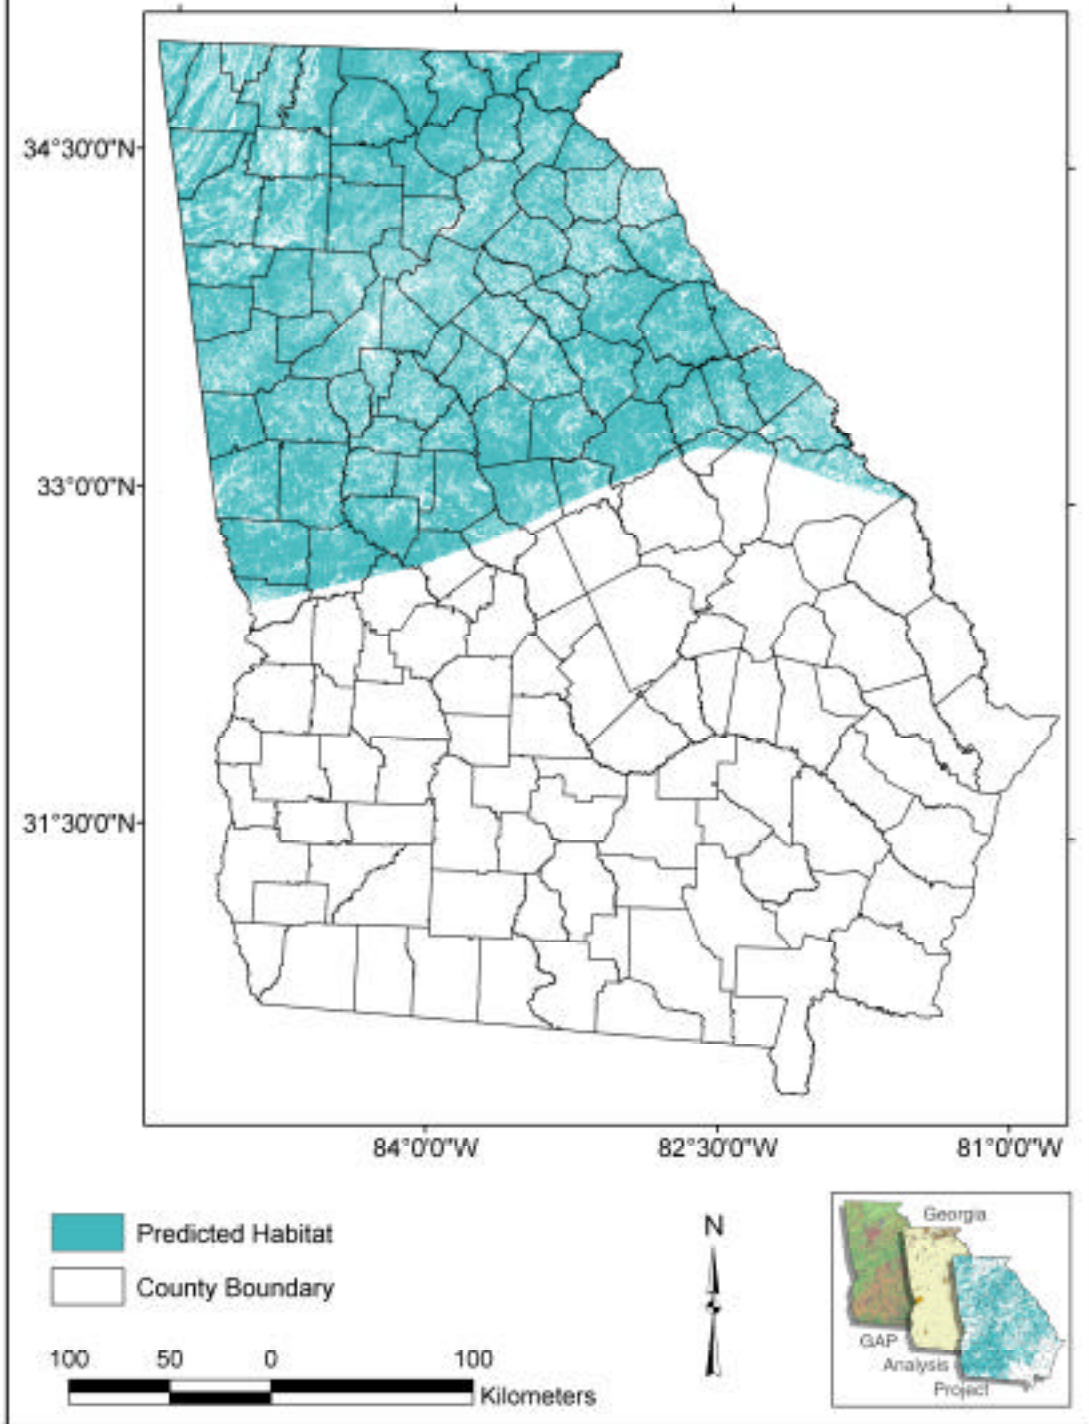 34°30'0"N
33°0'0"N
31°30'0"N
84°0'0"W 82°30'0"W 81°0'0"W
Predicted Habitat
County Boundary
100 50 0 100
Kilometers
N
Georgia
GAP
Analysis
Project